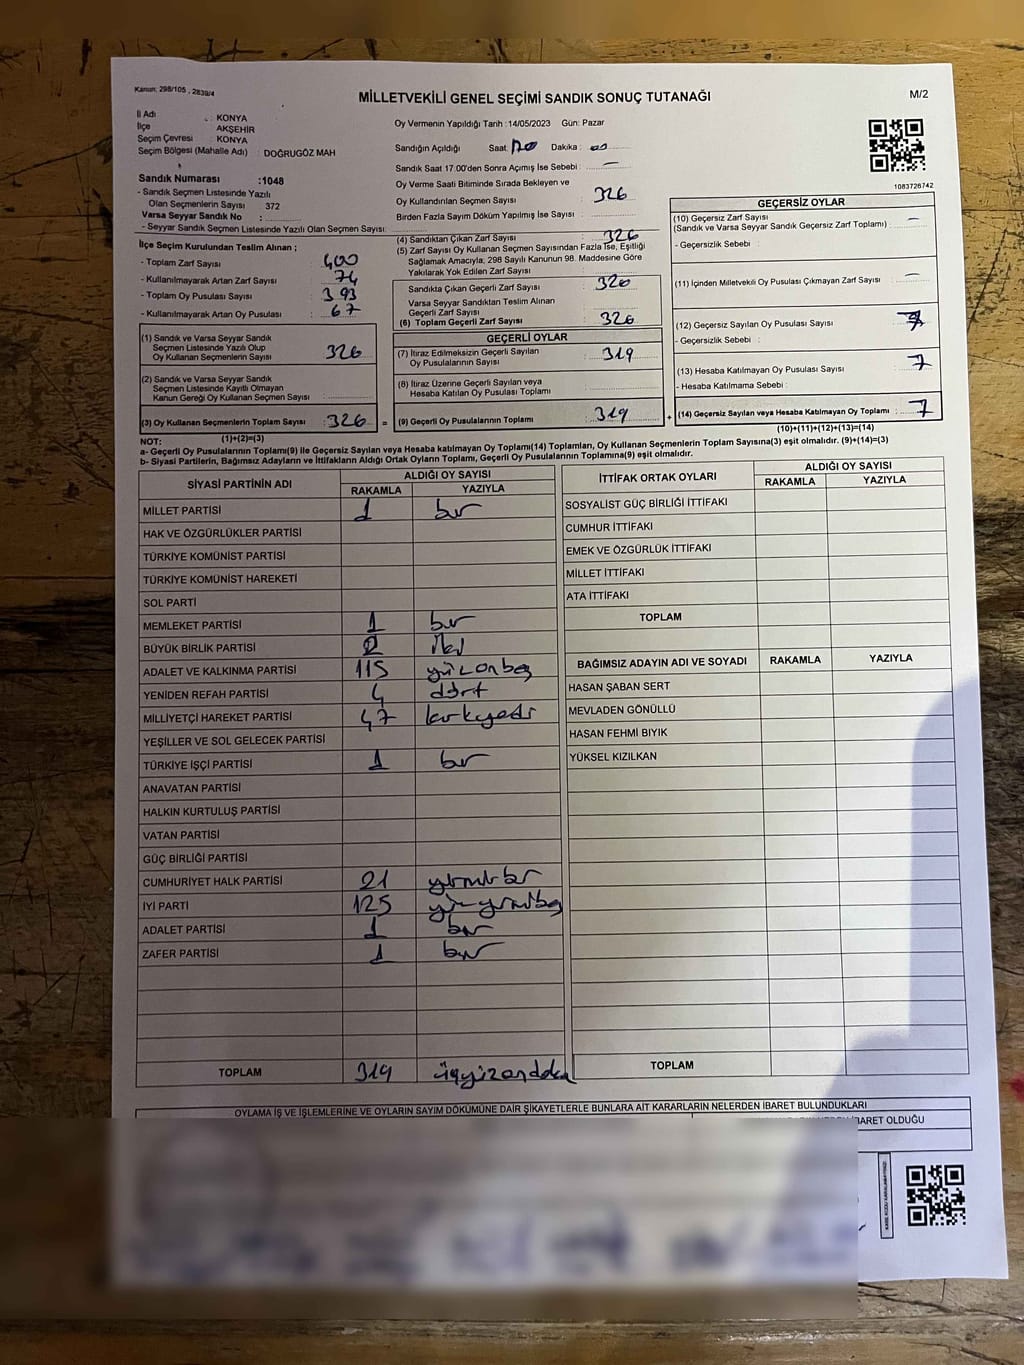 Kanun: 298/105 , 2839/4
MİLLETVEKİLİ GENEL SEÇİMİ SANDIK SONUÇ TUTANAĞI
M/2
İl Adı : KONYA
İlçe AKŞEHİR
Seçim Çevresi KONYA
Seçim Bölgesi (Mahalle Adı) : DOĞRUGÖZ MAH
Sandık Numarası :1048
- Sandık Seçmen Listesinde Yazılı
Olan Seçmenlerin Sayısı 372
Varsa Seyyar Sandık No :
- Seyyar Sandık Seçmen Listesinde Yazılı Olan Seçmen Sayısı:
Oy Vermenin Yapıldığı Tarih :14/05/2023 Gün: Pazar
Sandığın Açıldığı Saat: Dakika:
Sandık Saat 17:00'den Sonra Açımış İse Sebebi : —
Oy Verme Saati Bitiminde Sırada Bekleyen ve
Oy Kullandırılan Seçmen Sayısı : 326
Birden Fazla Sayım Döküm Yapılmış İse Sayısı :
1083726742
İlçe Seçim Kurulundan Teslim Alınan ;
- Toplam Zarf Sayısı : 400
- Kullanılmayarak Artan Zarf Sayısı : 74
- Toplam Oy Pusulası Sayısı : 393
- Kullanılmayarak Artan Oy Pusulası : 67
(4) Sandıktan Çıkan Zarf Sayısı : 326
(5) Zarf Sayısı Oy Kullanan Seçmen Sayısından Fazla İse, Eşitliği
Sağlamak Amacıyla, 298 Sayılı Kanunun 98. Maddesine Göre
Yakılarak Yok Edilen Zarf Sayısı :
Sandıkta Çıkan Geçerli Zarf Sayısı : 326
Varsa Seyyar Sandıktan Teslim Alınan
Geçerli Zarf Sayısı :
(6) Toplam Geçerli Zarf Sayısı : 326
GEÇERSİZ OYLAR
(10) Geçersiz Zarf Sayısı : —
(Sandık ve Varsa Seyyar Sandık Geçersiz Zarf Toplamı)
- Geçersizlik Sebebi :
(11) İçinden Milletvekili Oy Pusulası Çıkmayan Zarf Sayısı : —
(12) Geçersiz Sayılan Oy Pusulası Sayısı :
- Geçersizlik Sebebi :
(13) Hesaba Katılmayan Oy Pusulası Sayısı : 7
- Hesaba Katılmama Sebebi :
(14) Geçersiz Sayılan veya Hesaba Katılmayan Oy Toplamı : 7
(10)+(11)+(12)+(13)=(14)
(1) Sandık ve Varsa Seyyar Sandık
Seçmen Listesinde Yazılı Olup
Oy Kullanan Seçmenlerin Sayısı : 326
(2) Sandık ve Varsa Seyyar Sandık
Seçmen Listesinde Kayıtlı Olmayan
Kanun Gereği Oy Kullanan Seçmen Sayısı :
(3) Oy Kullanan Seçmenlerin Toplam Sayısı : 326 =
(1)+(2)=(3)
GEÇERLİ OYLAR
(7) İtiraz Edilmeksizin Geçerli Sayılan
Oy Pusulalarının Sayısı : 319
(8) İtiraz Üzerine Geçerli Sayılan veya
Hesaba Katılan Oy Pusulası Toplamı :
(9) Geçerli Oy Pusulalarının Toplamı : 319 +
NOT:
a- Geçerli Oy Pusulalarının Toplamı(9) ile Geçersiz Sayılan veya Hesaba katılmayan Oy Toplamı(14) Toplamları, Oy Kullanan Seçmenlerin Toplam Sayısına(3) eşit olmalıdır. (9)+(14)=(3)
b- Siyasi Partilerin, Bağımsız Adayların ve İttifakların Aldığı Ortak Oyların Toplamı, Geçerli Oy Pusulalarının Toplamına(9) eşit olmalıdır.
SİYASİ PARTİNİN ADI ALDIĞI OY SAYISI
RAKAMLA YAZIYLA
MİLLET PARTİSİ 1 bir
HAK VE ÖZGÜRLÜKLER PARTİSİ
TÜRKİYE KOMÜNİST PARTİSİ
TÜRKİYE KOMÜNİST HAREKETİ
SOL PARTİ
MEMLEKET PARTİSİ 1 bir
BÜYÜK BİRLİK PARTİSİ 2 iki
ADALET VE KALKINMA PARTİSİ 115 yüzonbeş
YENİDEN REFAH PARTİSİ 4 dört
MİLLİYETÇİ HAREKET PARTİSİ 47 kırkyedi
YEŞİLLER VE SOL GELECEK PARTİSİ
TÜRKİYE İŞÇİ PARTİSİ 1 bir
ANAVATAN PARTİSİ
HALKIN KURTULUŞ PARTİSİ
VATAN PARTİSİ
GÜÇ BİRLİĞİ PARTİSİ
CUMHURİYET HALK PARTİSİ 21 yirmibir
İYİ PARTİ 125 yüzyirmibeş
ADALET PARTİSİ 1 bir
ZAFER PARTİSİ 1 bir
TOPLAM 319
İTTİFAK ORTAK OYLARI ALDIĞI OY SAYISI
RAKAMLA YAZIYLA
SOSYALİST GÜÇ BİRLİĞİ İTTİFAKI
CUMHUR İTTİFAKI
EMEK VE ÖZGÜRLÜK İTTİFAKI
MİLLET İTTİFAKI
ATA İTTİFAKI
TOPLAM
BAĞIMSIZ ADAYIN ADI VE SOYADI RAKAMLA YAZIYLA
HASAN ŞABAN SERT
MEVLADEN GÖNÜLLÜ
HASAN FEHMİ BIYIK
YÜKSEL KIZILKAN
TOPLAM
OYLAMA İŞ VE İŞLEMLERİNE VE OYLARIN SAYIM DÖKÜMÜNE DAİR ŞİKAYETLERLE BUNLARA AİT KARARLARIN NELERDEN İBARET BULUNDUKLARI
İBARET OLDUĞU